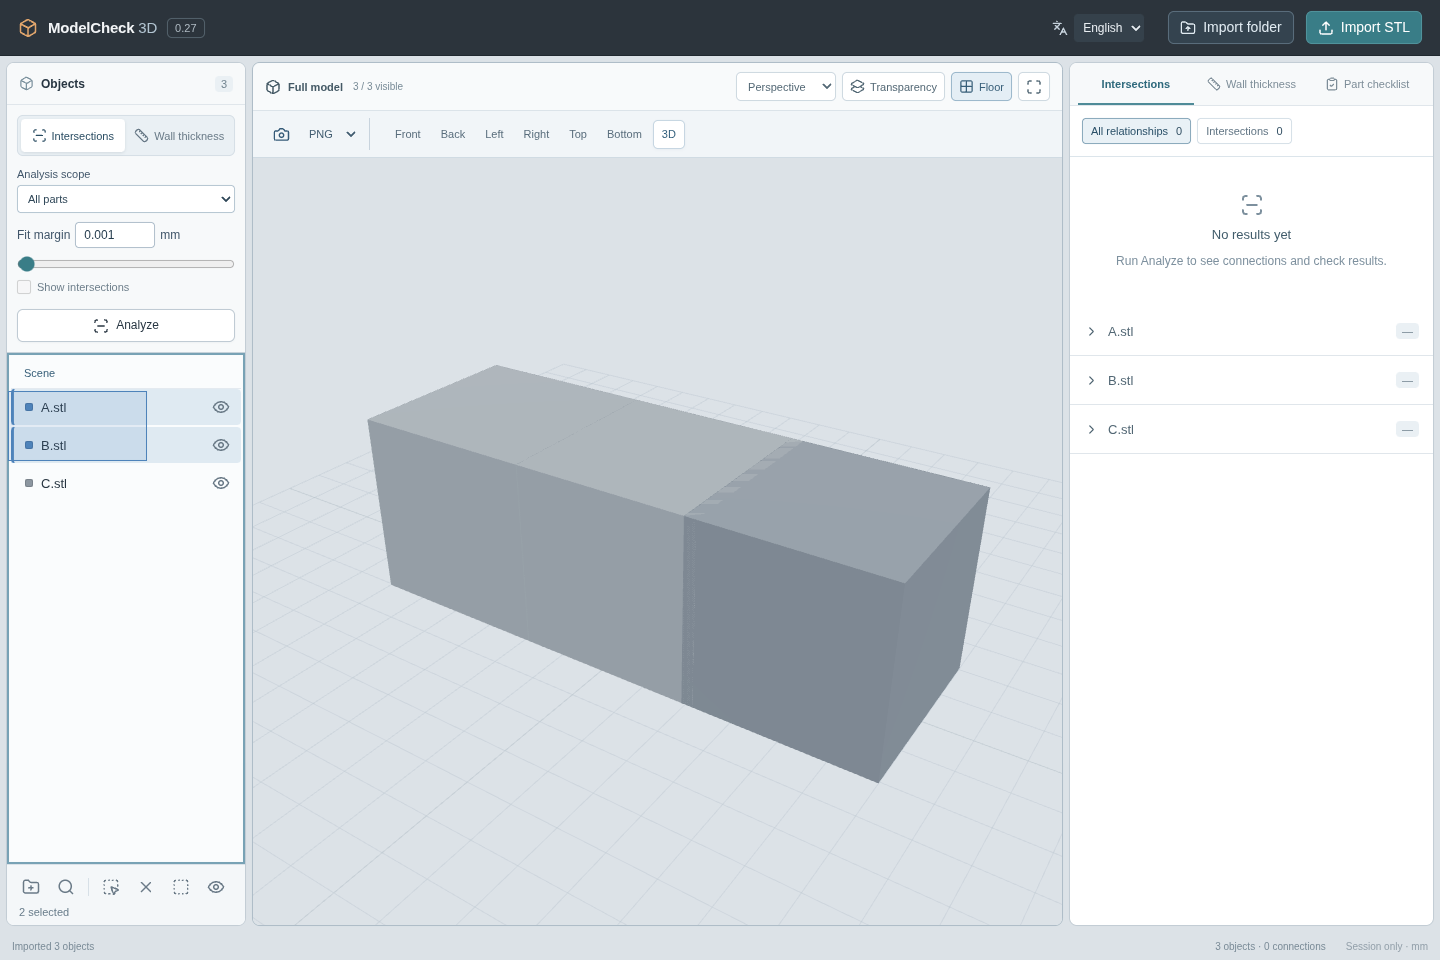 ModelCheck 3D 0.27
English
Import folder
Import STL
Objects 3
Intersections Wall thickness
Analysis scope
All parts
Fit margin 0.001 mm
Show intersections
Analyze
Scene
A.stl
B.stl
C.stl
2 selected
Full model 3 / 3 visible
Perspective Transparency Floor
PNG Front Back Left Right Top Bottom 3D
Intersections Wall thickness Part checklist
All relationships 0 Intersections 0
No results yet
Run Analyze to see connections and check results.
A.stl —
B.stl —
C.stl —
Imported 3 objects
3 objects · 0 connections Session only · mm